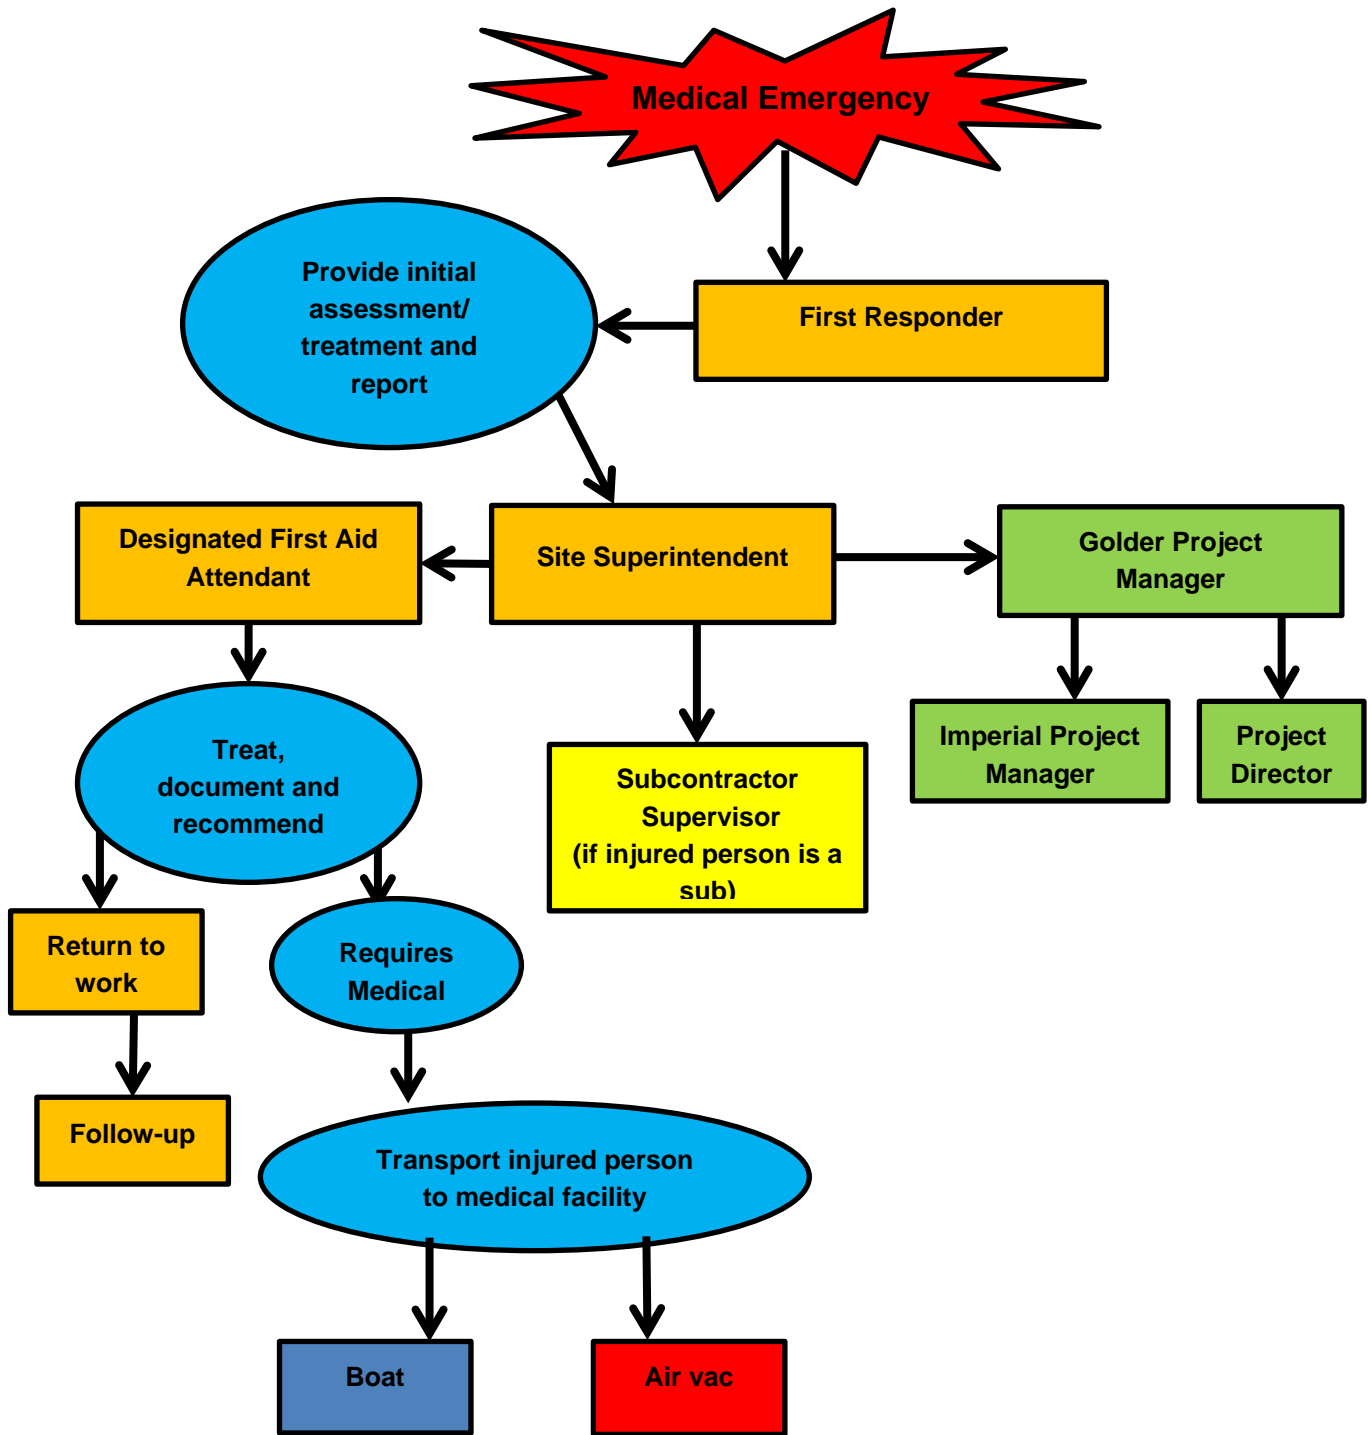 Medical Emergency
Provide initial
assessment/
treatment and
report
First Responder
Designated First Aid
Attendant
Site Superintendent
Golder Project
Manager
Imperial Project
Manager
Project
Director
Treat,
document and
recommend
Subcontractor
Supervisor
(if injured person is a
sub)
Return to
work
Requires
Medical
Follow-up
Transport injured person
to medical facility
Boat
Air vac